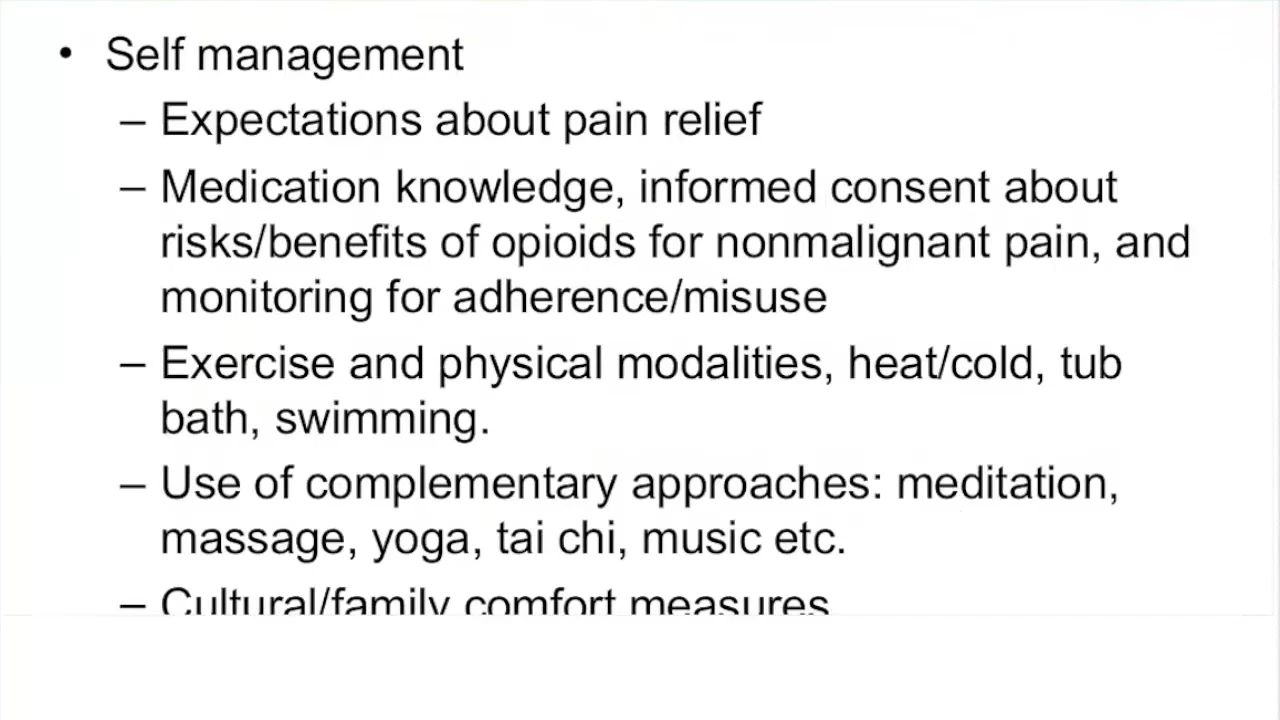 • Self management
– Expectations about pain relief
– Medication knowledge, informed consent about
risks/benefits of opioids for nonmalignant pain, and
monitoring for adherence/misuse
– Exercise and physical modalities, heat/cold, tub
bath, swimming.
– Use of complementary approaches: meditation,
massage, yoga, tai chi, music etc.
– Cultural/family comfort measures